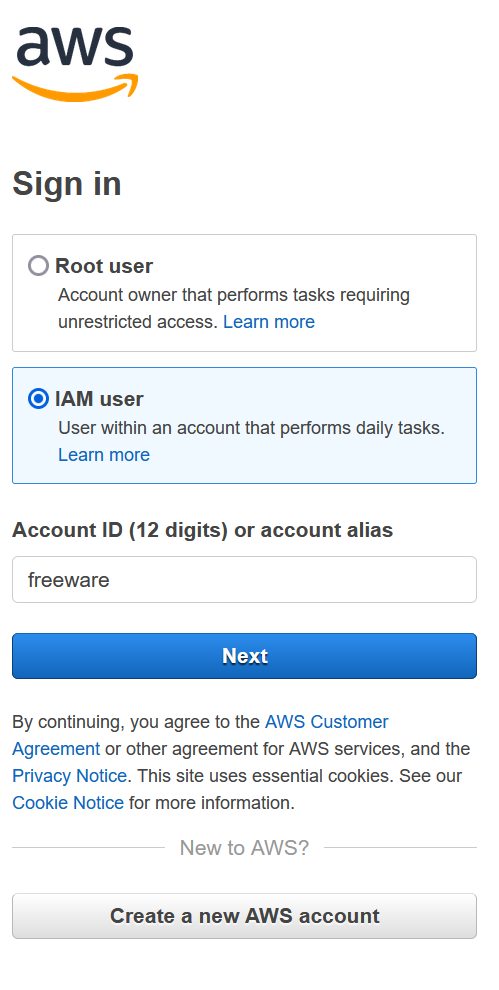 aws
Sign in
Root user
Account owner that performs tasks requiring
unrestricted access. Learn more
IAM user
User within an account that performs daily tasks.
Learn more
Account ID (12 digits) or account alias
freeware
Next
By continuing, you agree to the AWS Customer
Agreement or other agreement for AWS services, and the
Privacy Notice. This site uses essential cookies. See our
Cookie Notice for more information.
New to AWS?
Create a new AWS account